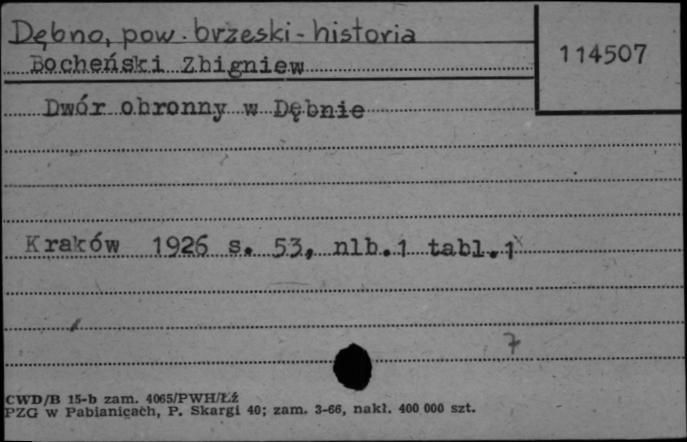 Dębno, pow. brzeski - historia
114507
Bocheński Zbigniew
Dwór obronny w Dębnie
Kraków 1926 s. 53, nlb.1 tabl.1
7
CWD/B 15-b zam. 4065/PWH/Łź
PZG w Pabianicach, P. Skargi 40; zam. 3-66, nakł. 400 000 szt.